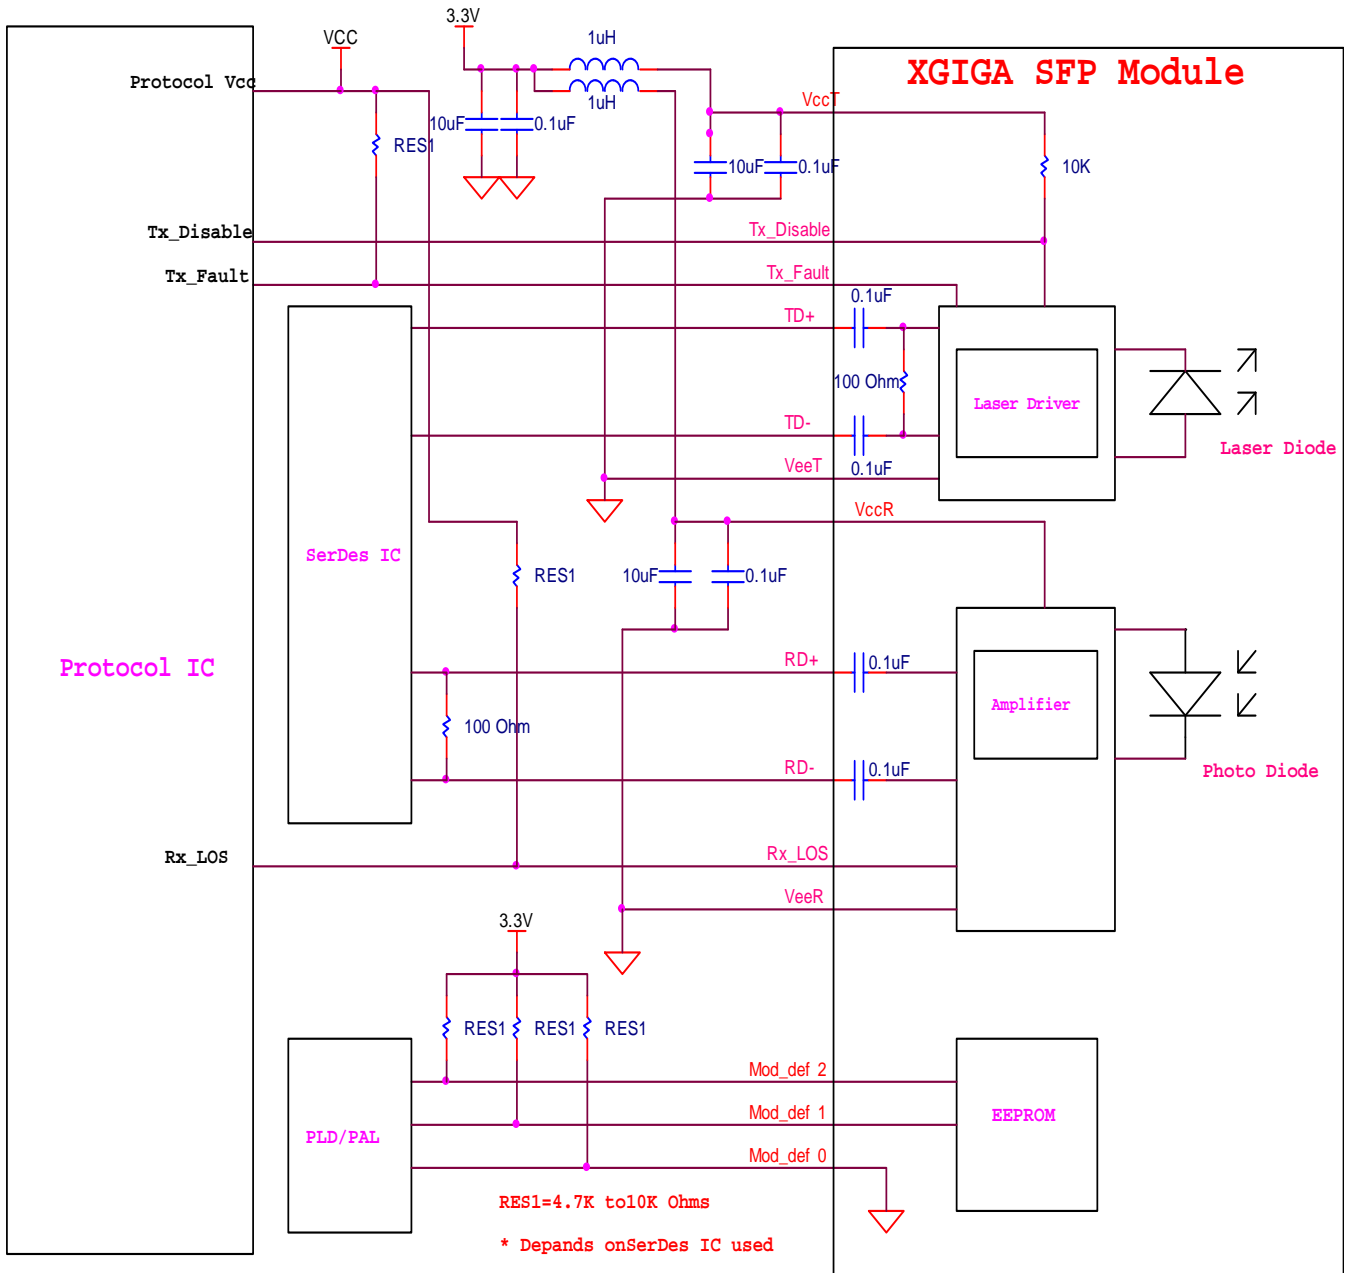 3.3V
VCC
1uH
XGIGA SFP Module
Protocol Vcc
1uH
VccT
10uF
0.1uF
RES1
10uF
0.1uF
10K
Tx_Disable
Tx_Disable
Tx_Fault
Tx_Fault
0.1uF
TD+
100 Ohm
Laser Driver
TD-
Laser Diode
VeeT
0.1uF
VccR
SerDes IC
RES1
10uF
0.1uF
Protocol IC
RD+
0.1uF
100 Ohm
Amplifier
RD-
0.1uF
Photo Diode
Rx_LOS
Rx_LOS
VeeR
3.3V
RES1
RES1
RES1
Mod_def 2
Mod_def 1
EEPROM
PLD/PAL
Mod_def 0
RES1=4.7K to10K Ohms
* Depands onSerDes IC used